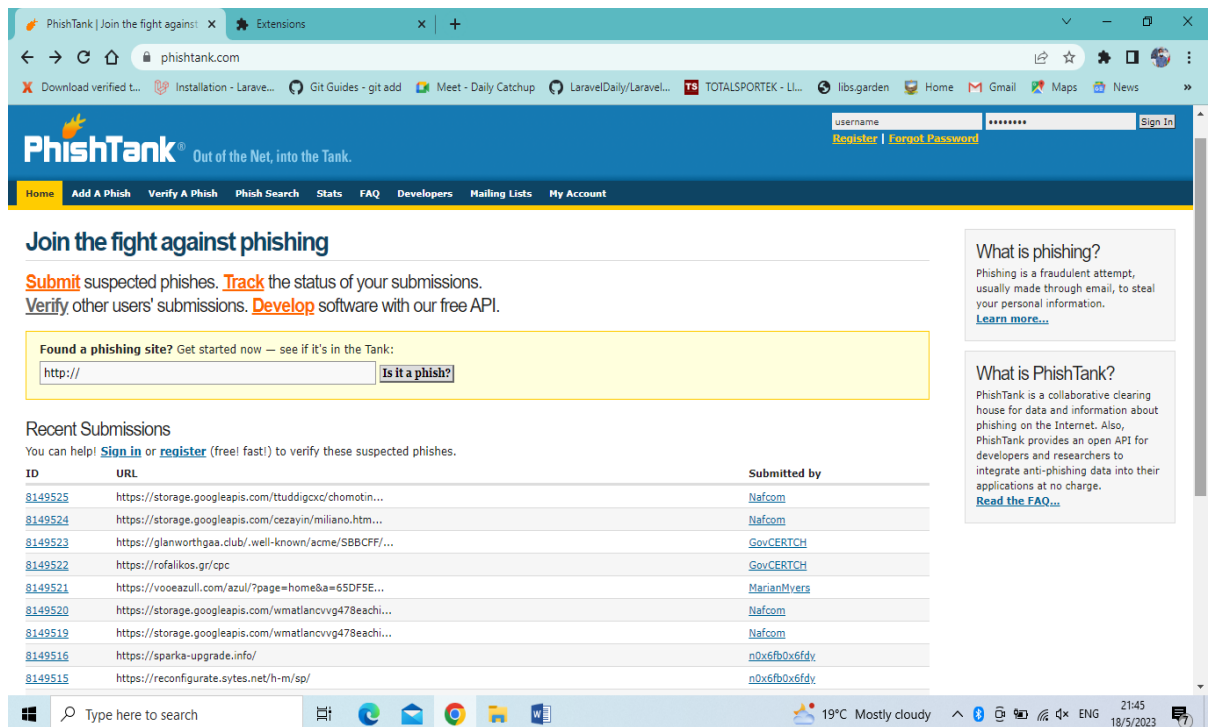 PhishTank | Join the fight against
Extensions
phishtank.com
Download verified t... Installation - Larave... Git Guides - git add Meet - Daily Catchup LaravelDaily/Laravel... TS TOTALSPORTEK - LI... libs.garden Home Gmail Maps News »
PhishTank® Out of the Net, into the Tank.
username •••••••• Sign In
Register | Forgot Password
Home Add A Phish Verify A Phish Phish Search Stats FAQ Developers Mailing Lists My Account
Join the fight against phishing
Submit suspected phishes. Track the status of your submissions.
Verify other users' submissions. Develop software with our free API.
Found a phishing site? Get started now — see if it's in the Tank:
http:// Is it a phish?
Recent Submissions
You can help! Sign in or register (free! fast!) to verify these suspected phishes.
ID URL Submitted by
8149525 https://storage.googleapis.com/ttuddigcxc/chomotin... Nafcom
8149524 https://storage.googleapis.com/cezayin/miliano.htm... Nafcom
8149523 https://glanworthgaa.club/.well-known/acme/SBBCFF/... GovCERTCH
8149522 https://rofalikos.gr/cpc GovCERTCH
8149521 https://vooeazull.com/azul/?page=home&a=65DF5E... MarianMyers
8149520 https://storage.googleapis.com/wmatlancvvg478eachi... Nafcom
8149519 https://storage.googleapis.com/wmatlancvvg478eachi... Nafcom
8149516 https://sparka-upgrade.info/ n0x6fb0x6fdy
8149515 https://reconfigurate.sytes.net/h-m/sp/ n0x6fb0x6fdy
What is phishing?
Phishing is a fraudulent attempt,
usually made through email, to steal
your personal information.
Learn more...
What is PhishTank?
PhishTank is a collaborative clearing
house for data and information about
phishing on the Internet. Also,
PhishTank provides an open API for
developers and researchers to
integrate anti-phishing data into their
applications at no charge.
Read the FAQ...
Type here to search
19°C Mostly cloudy
ENG
21:45
18/5/2023
7